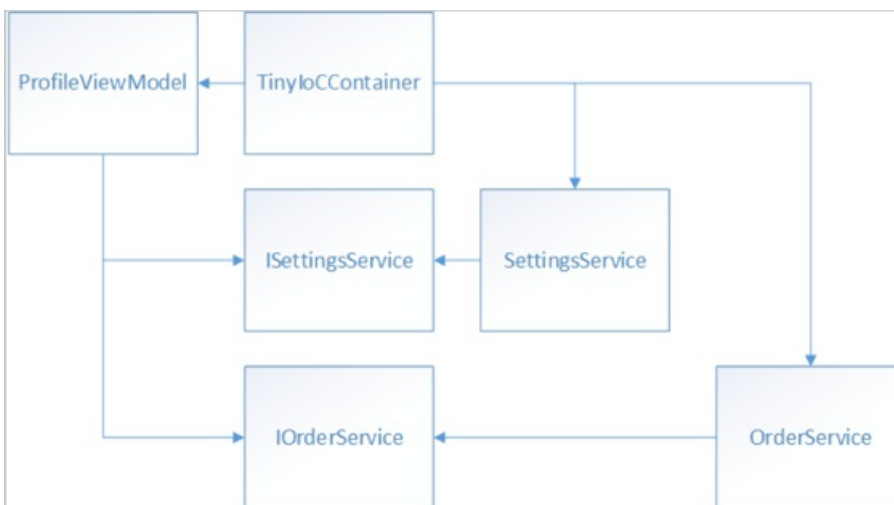 ProfileViewModel
TinyIoCContainer
ISettingsService
SettingsService
IOrderService
OrderService